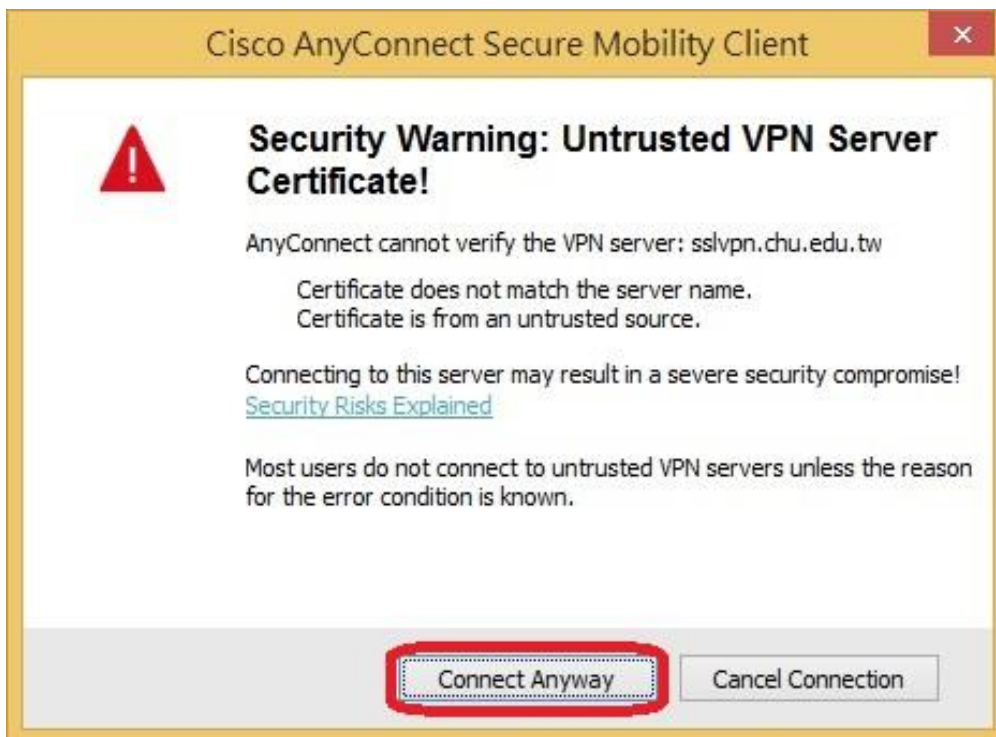 Cisco AnyConnect Secure Mobility Client
Security Warning: Untrusted VPN Server
Certificate!
AnyConnect cannot verify the VPN server: sslvpn.chu.edu.tw
Certificate does not match the server name.
Certificate is from an untrusted source.
Connecting to this server may result in a severe security compromise!
Security Risks Explained
Most users do not connect to untrusted VPN servers unless the reason
for the error condition is known.
Connect Anyway
Cancel Connection